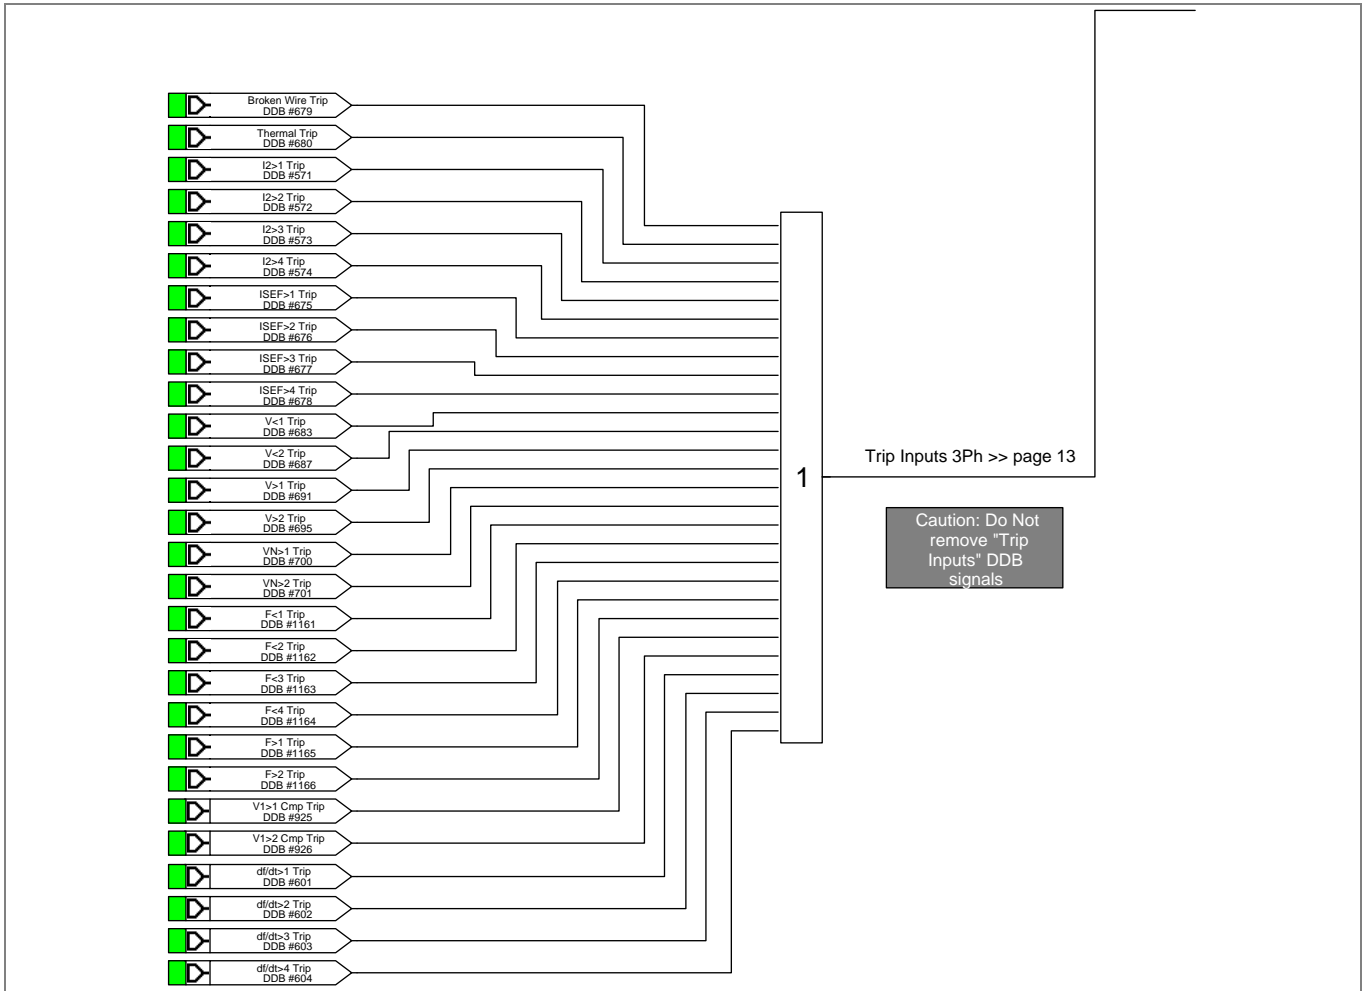 Broken Wire Trip
DDB #679
Thermal Trip
DDB #680
I2>1 Trip
DDB #571
I2>2 Trip
DDB #572
I2>3 Trip
DDB #573
I2>4 Trip
DDB #574
ISEF>1 Trip
DDB #675
ISEF>2 Trip
DDB #676
ISEF>3 Trip
DDB #677
ISEF>4 Trip
DDB #678
V<1 Trip
DDB #683
V<2 Trip
DDB #687
V>1 Trip
DDB #691
V>2 Trip
DDB #695
VN>1 Trip
DDB #700
VN>2 Trip
DDB #701
F<1 Trip
DDB #1161
F<2 Trip
DDB #1162
F<3 Trip
DDB #1163
F<4 Trip
DDB #1164
F>1 Trip
DDB #1165
F>2 Trip
DDB #1166
V1>1 Cmp Trip
DDB #925
V1>2 Cmp Trip
DDB #926
df/dt>1 Trip
DDB #601
df/dt>2 Trip
DDB #602
df/dt>3 Trip
DDB #603
df/dt>4 Trip
DDB #604
1
Trip Inputs 3Ph >> page 13
Caution: Do Not
remove "Trip
Inputs" DDB
signals